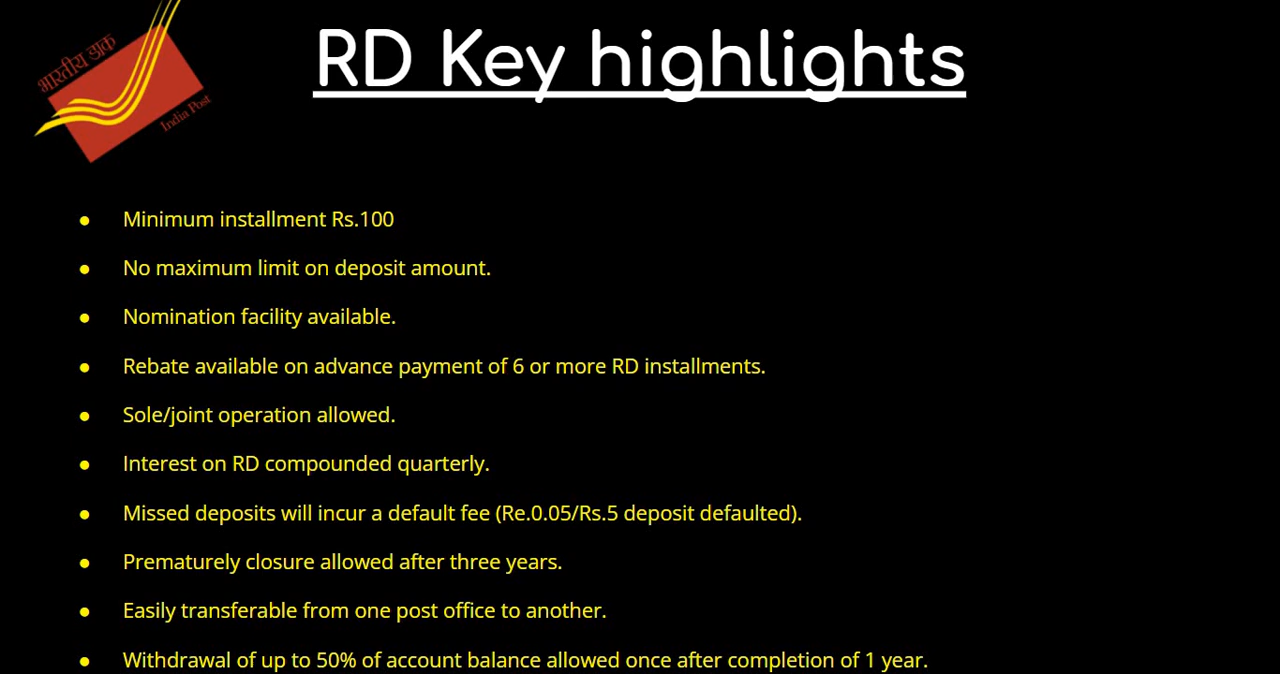 भारतीय डाक
India Post
RD Key highlights
● Minimum installment Rs.100
● No maximum limit on deposit amount.
● Nomination facility available.
● Rebate available on advance payment of 6 or more RD installments.
● Sole/joint operation allowed.
● Interest on RD compounded quarterly.
● Missed deposits will incur a default fee (Re.0.05/Rs.5 deposit defaulted).
● Prematurely closure allowed after three years.
● Easily transferable from one post office to another.
● Withdrawal of up to 50% of account balance allowed once after completion of 1 year.